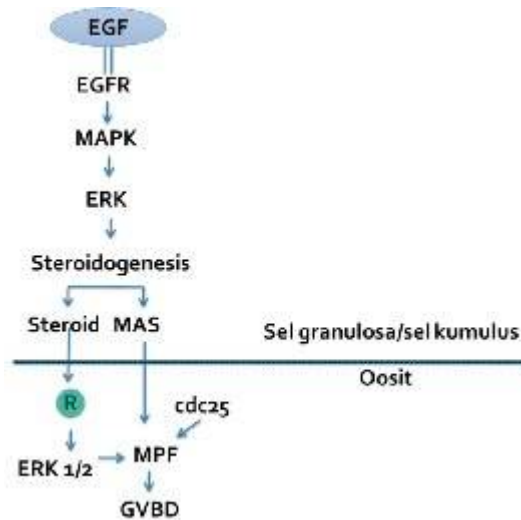 EGF
EGFR
MAPK
ERK
Steroidogenesis
Steroid MAS
Sel granulosa/sel kumulus
Oosit
R
cdc25
ERK 1/2
MPF
GVBD